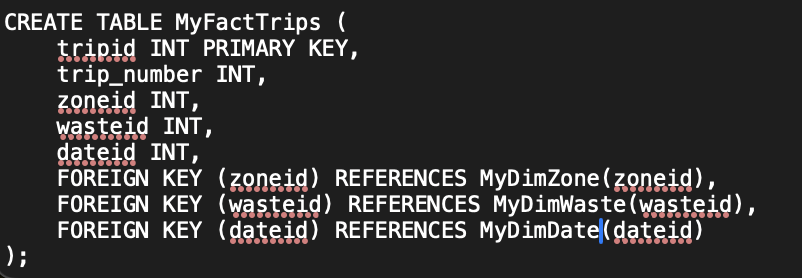 CREATE TABLE MyFactTrips (
    tripid INT PRIMARY KEY,
    trip_number INT,
    zoneid INT,
    wasteid INT,
    dateid INT,
    FOREIGN KEY (zoneid) REFERENCES MyDimZone(zoneid),
    FOREIGN KEY (wasteid) REFERENCES MyDimWaste(wasteid),
    FOREIGN KEY (dateid) REFERENCES MyDimDate(dateid)
);